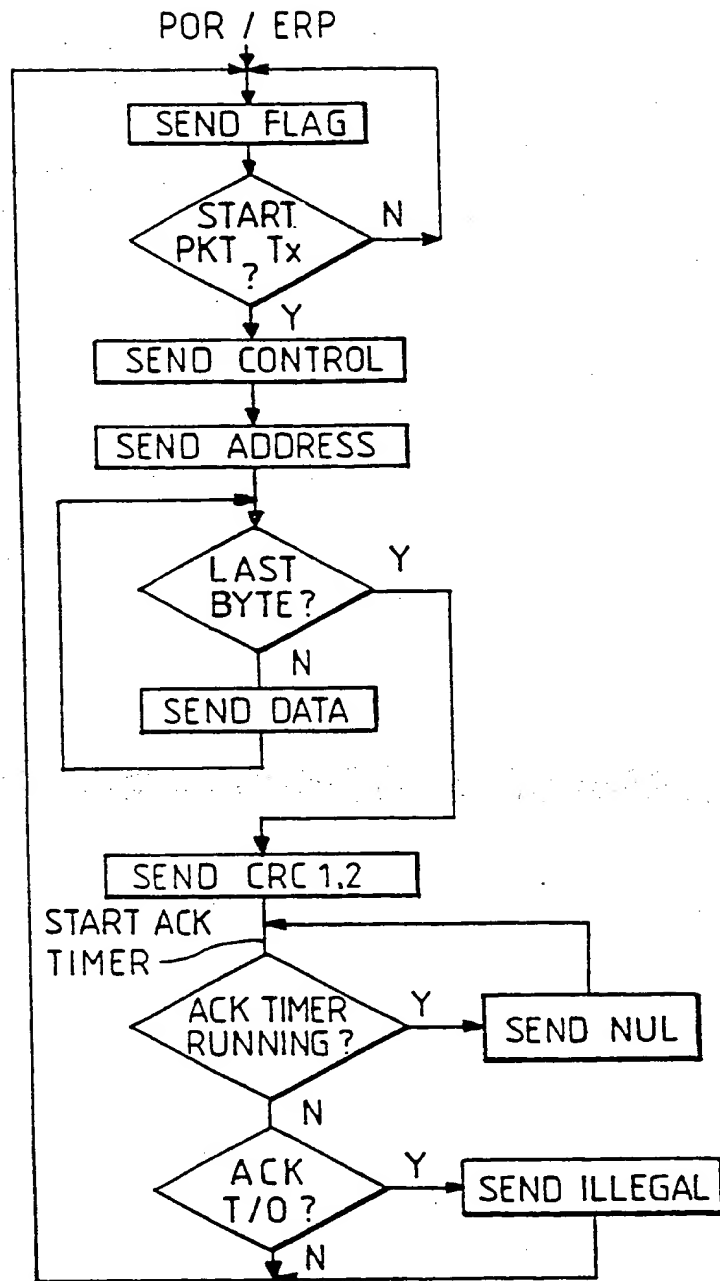 POR / ERP
SEND FLAG
START
PKT Tx
?
N
Y
SEND CONTROL
SEND ADDRESS
LAST
BYTE?
Y
N
SEND DATA
SEND CRC 1,2
START ACK
TIMER
ACK TIMER
RUNNING?
Y
SEND NUL
N
ACK
T/O?
Y
SEND ILLEGAL
N